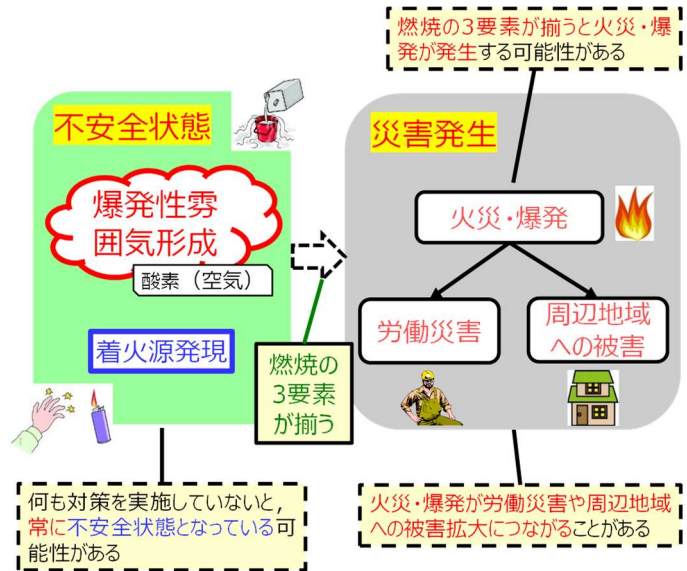 燃焼の3要素が揃うと火災・爆
発が発生する可能性がある
不安全状態
爆発性雰
囲気形成
酸素（空気）
着火源発現
燃焼の
3要素
が揃う
災害発生
火災・爆発
労働災害
周辺地域
への被害
何も対策を実施していないと，
常に不安全状態となっている可
能性がある
火災・爆発が労働災害や周辺地域
への被害拡大につながることがある